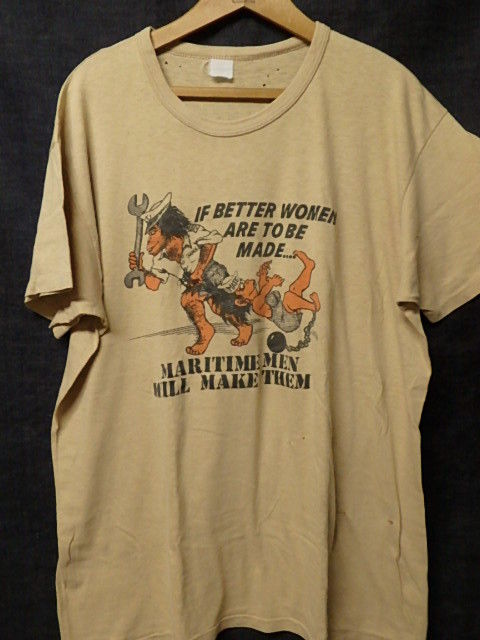 IF BETTER WOMEN
ARE TO BE
MADE....
MARITIME MEN
WILL MAKE THEM